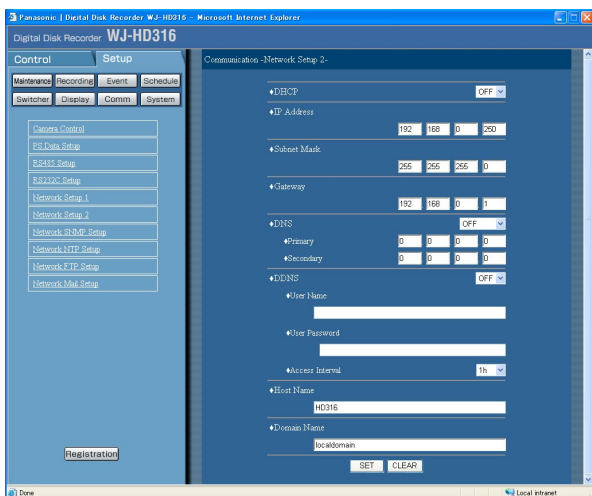 Panasonic | Digital Disk Recorder WJ-HD316 - Microsoft Internet Explorer
Digital Disk Recorder WJ-HD316
Control Setup
Maintenance Recording Event Schedule
Switcher Display Comm System
Camera Control
PS.Data Setup
RS485 Setup
RS232C Setup
Network Setup 1
Network Setup 2
Network SNMP Setup
Network NTP Setup
Network FTP Setup
Network Mail Setup
Registration
Communication -Network Setup 2-
♦DHCP OFF
♦IP Address
192 168 0 250
♦Subnet Mask
255 255 255 0
♦Gateway
192 168 0 1
♦DNS OFF
♦Primary 0 0 0 0
♦Secondary 0 0 0 0
♦DDNS OFF
♦User Name
♦User Password
♦Access Interval 1h
♦Host Name
HD316
♦Domain Name
localdomain
SET CLEAR
Done Local intranet